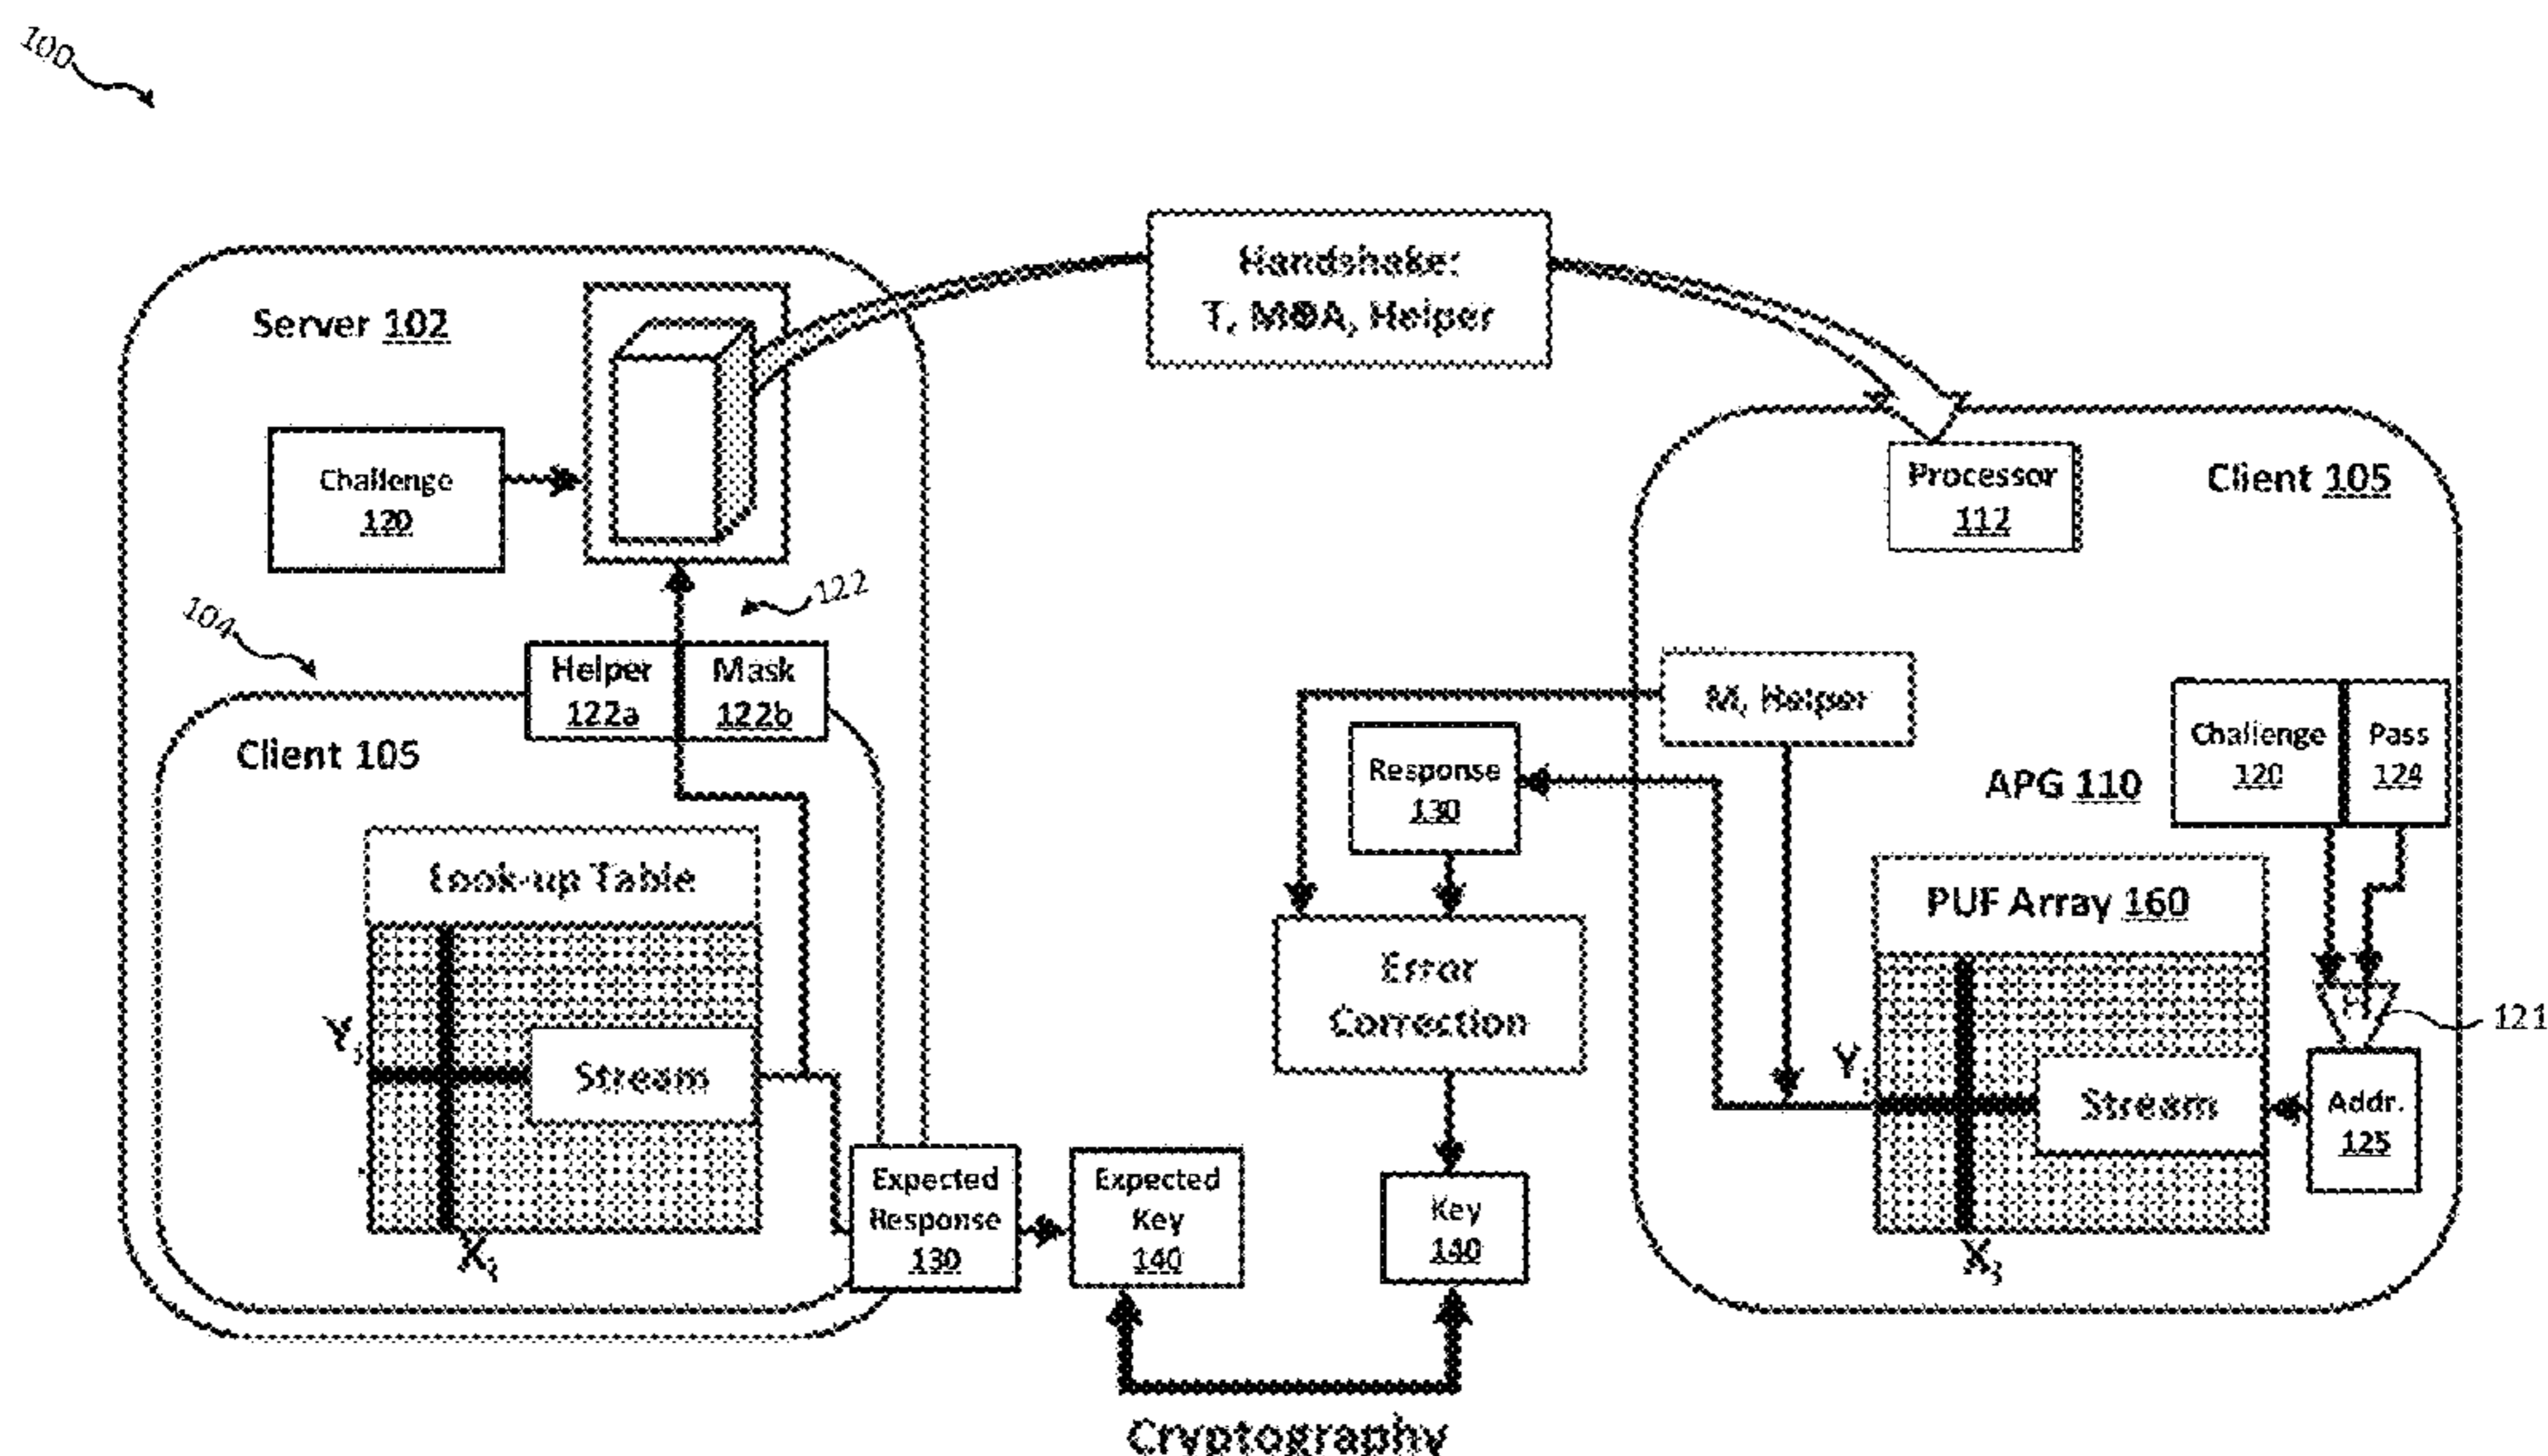 100
Server 102
Challenge
120
Handshake:
T, M⊕A, Helper
Processor
112
Client 105
104
122
Helper
122a
Mask
122b
Client 105
Look-up Table
Stream
Expected
Response
130
Expected
Key
140
M, Helper
Response
130
Error
Correction
Key
140
Cryptography
APG 110
Challenge
120
Pass
124
PUF Array 160
Stream
121
Addr.
125